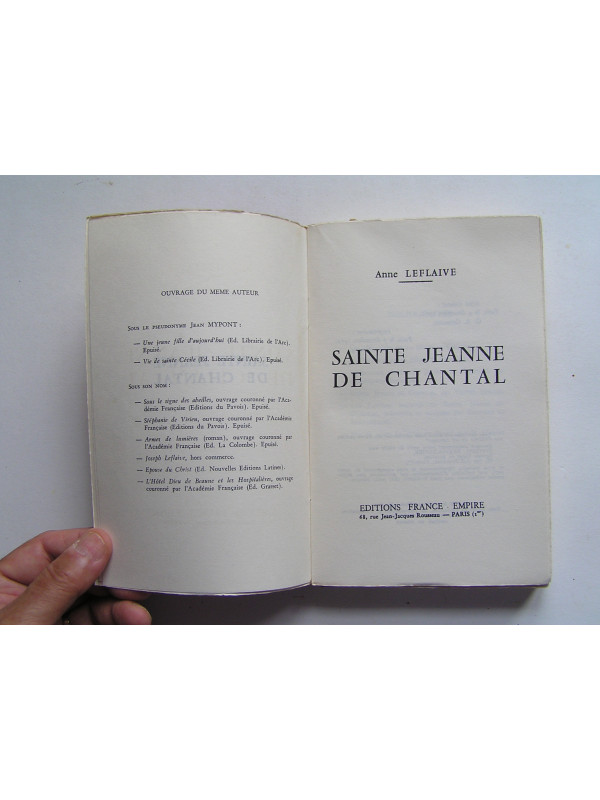 OUVRAGE DU MEME AUTEUR
Sous le pseudonyme Jean MYPONT :
— Une jeune fille d'aujourd'hui (Ed. Librairie de l'Arc).
Epuisé.
— Vie de sainte Cécile (Ed. Librairie de l'Arc). Epuisé.
Sous son nom :
— Sous le signe des abeilles, ouvrage couronné par l'Aca-
démie Française (Editions du Pavois). Epuisé.
— Stéphanie de Virieu, ouvrage couronné par l'Académie
Française (Editions du Pavois). Epuisé.
— Armes de lumières (roman), ouvrage couronné par
l'Académie Française (Ed. La Colombe). Epuisé.
— Joseph Leflaive, hors commerce.
— Epouse du Christ (Ed. Nouvelles Editions Latines).
— L'Hôtel Dieu de Beaune et les Hospitalières, ouvrage
couronné par l'Académie Française (Ed. Grasset).
Anne LEFLAIVE
SAINTE JEANNE
DE CHANTAL
EDITIONS FRANCE - EMPIRE
68, rue Jean-Jacques Rousseau — PARIS (1er)